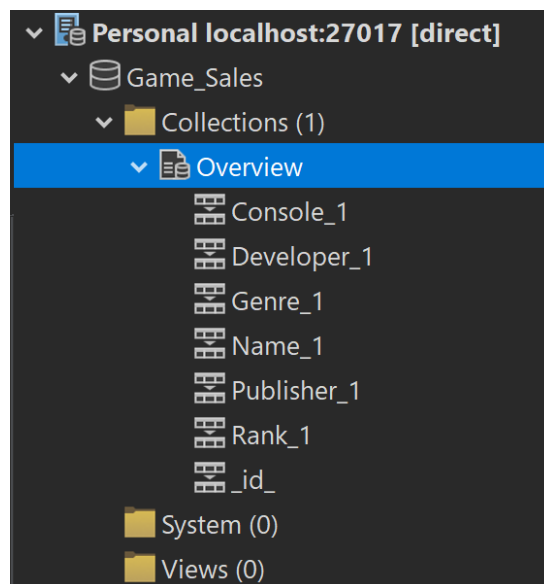 Personal localhost:27017 [direct]
Game_Sales
Collections (1)
Overview
Console_1
Developer_1
Genre_1
Name_1
Publisher_1
Rank_1
_id_
System (0)
Views (0)